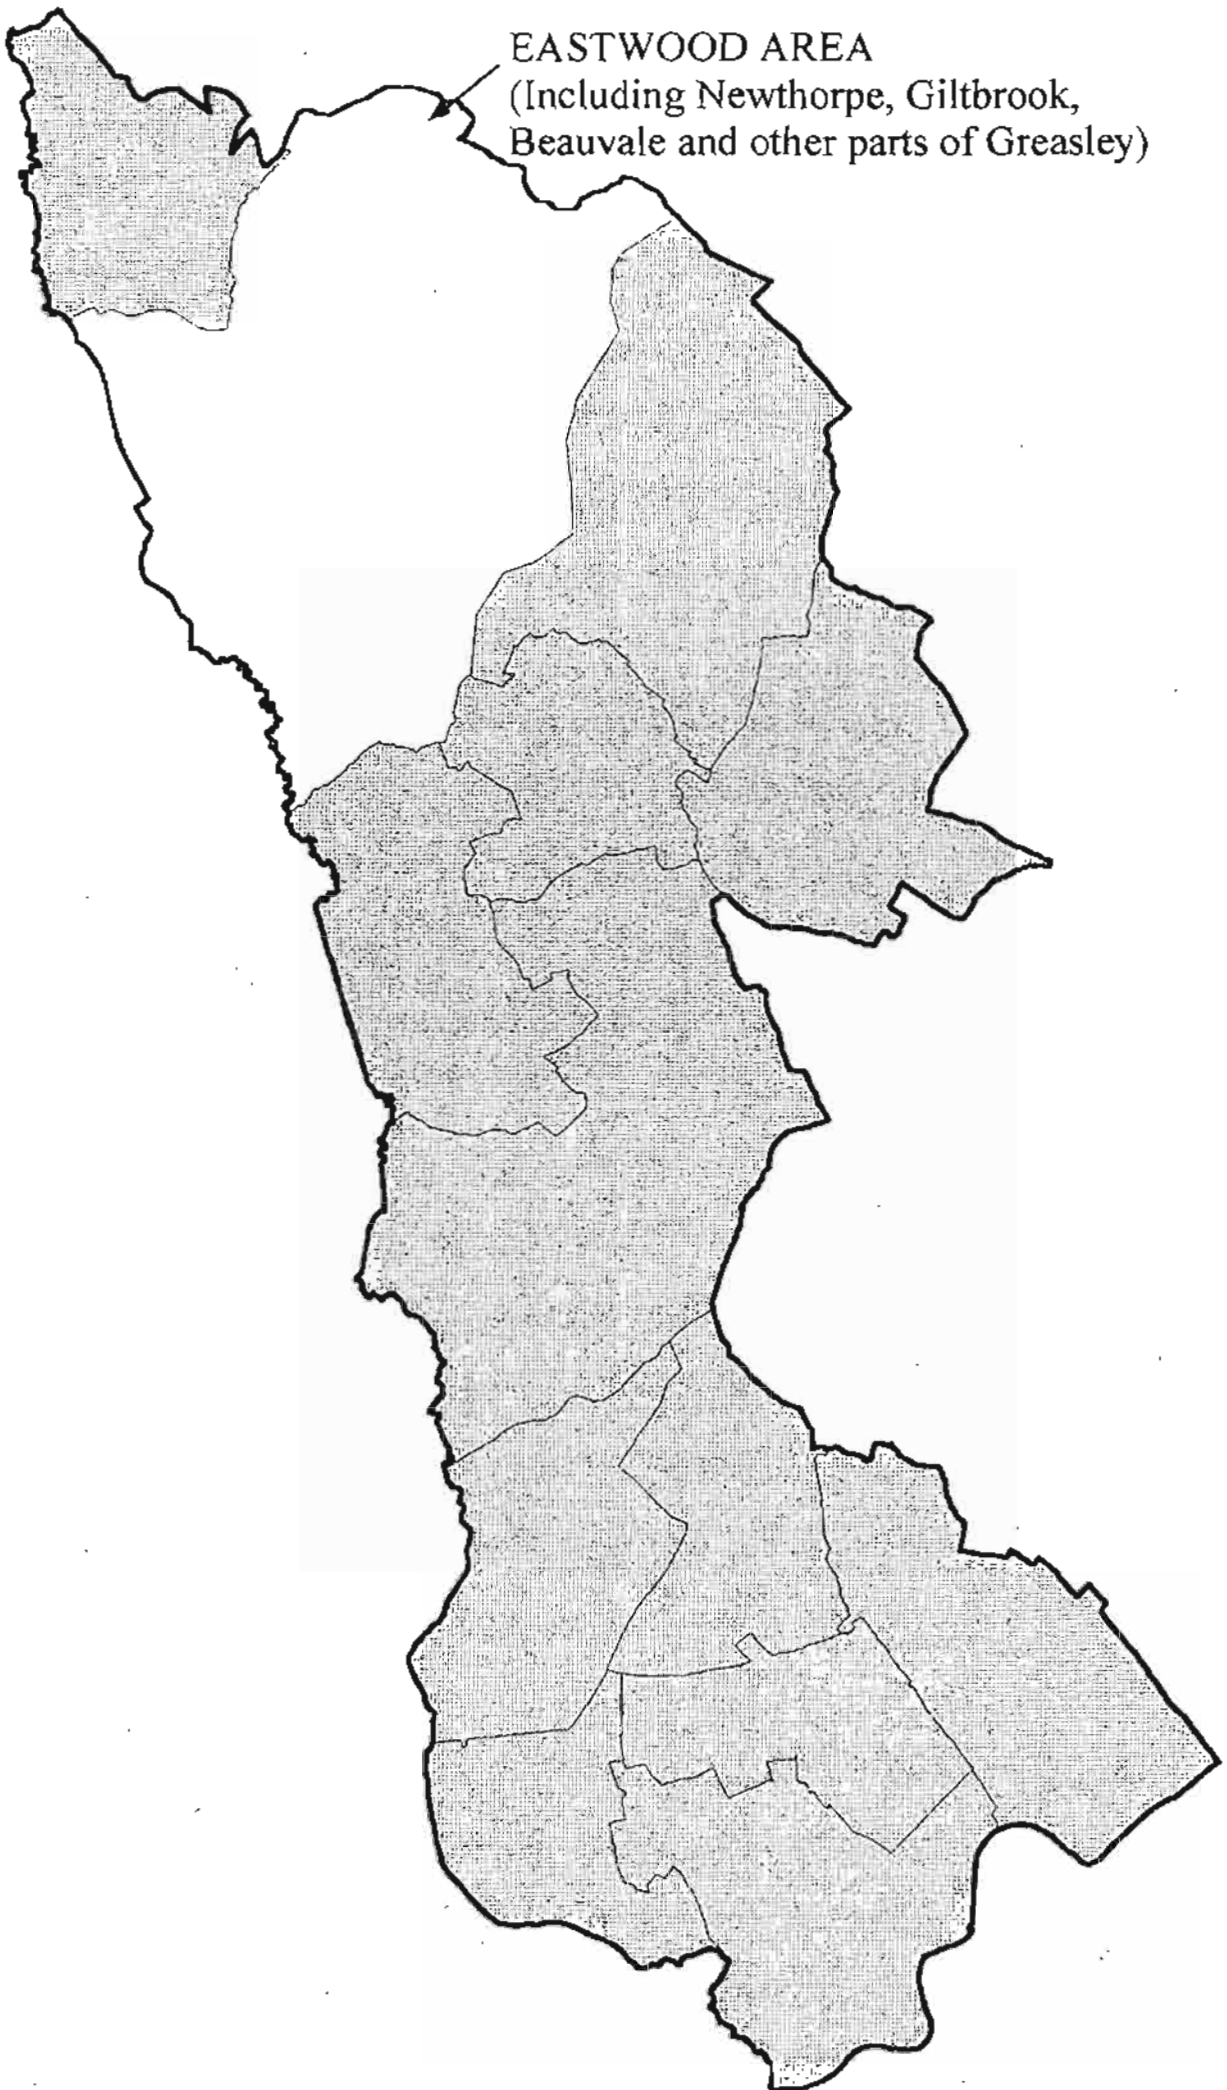 EASTWOOD AREA
(Including Newthorpe, Giltbrook,
Beauvale and other parts of Greasley)